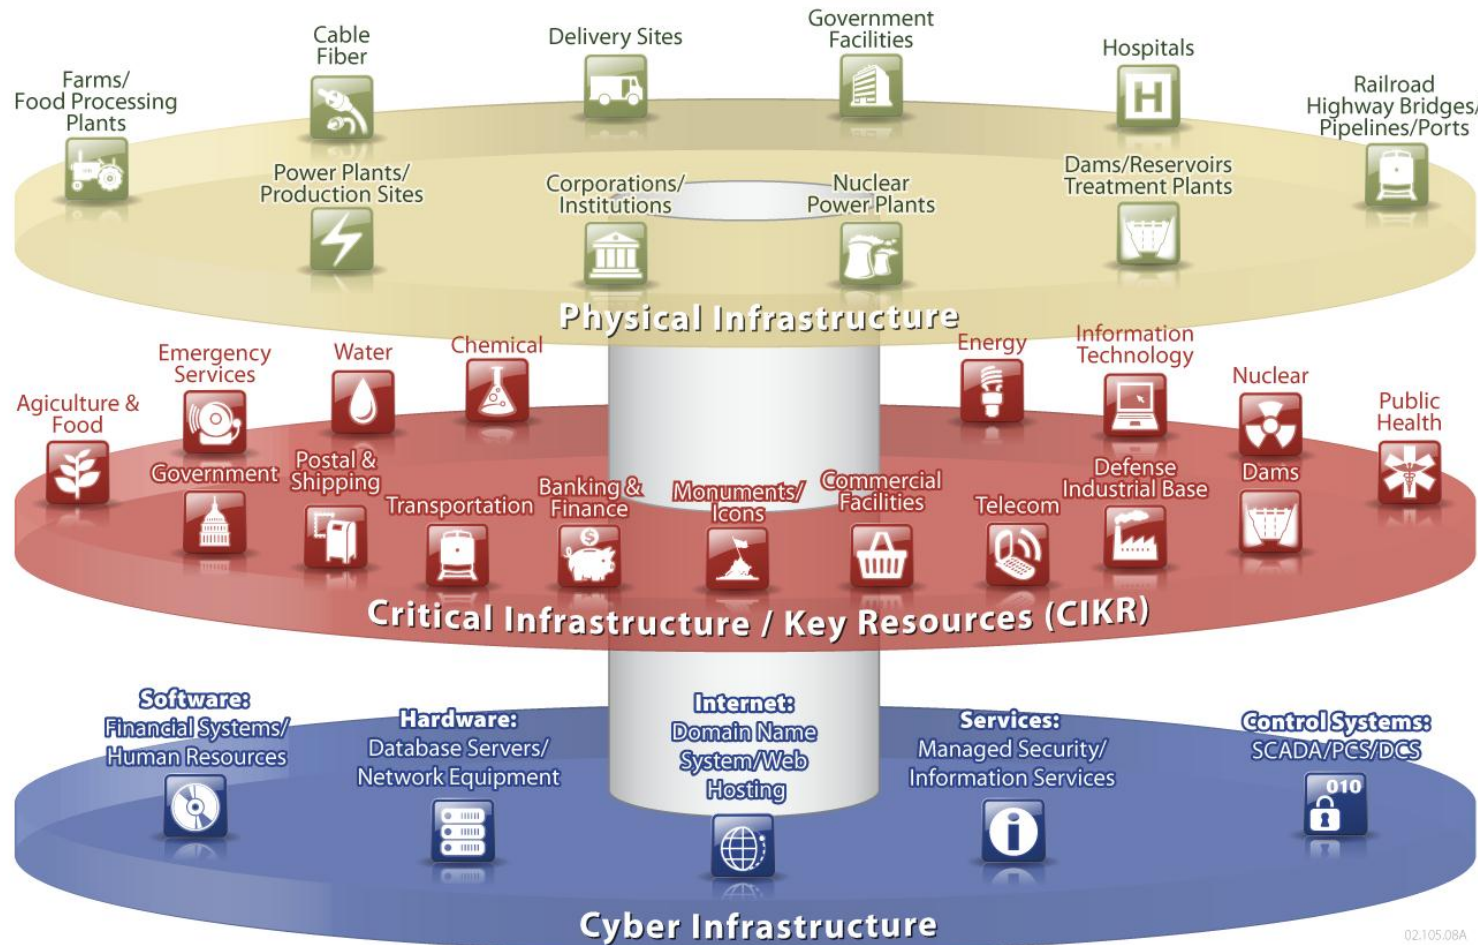 Cable
Fiber
Delivery Sites
Government
Facilities
Hospitals
Farms/
Food Processing
Plants
Railroad
Highway Bridges/
Pipelines/Ports
Power Plants/
Production Sites
Corporations/
Institutions
Nuclear
Power Plants
Dams/Reservoirs
Treatment Plants
H
Physical Infrastructure
Emergency
Services
Water
Chemical
Energy
Information
Technology
Nuclear
Agiculture &
Food
Public
Health
Government
Postal &
Shipping
Transportation
Banking &
Finance
$
Monuments/
Icons
Commercial
Facilities
Telecom
Defense
Industrial Base
Dams
Critical Infrastructure / Key Resources (CIKR)
Software:
Financial Systems/
Human Resources
Hardware:
Database Servers/
Network Equipment
Internet:
Domain Name
System/Web
Hosting
Services:
Managed Security/
Information Services
i
Control Systems:
SCADA/PCS/DCS
010
Cyber Infrastructure
02.105.08A